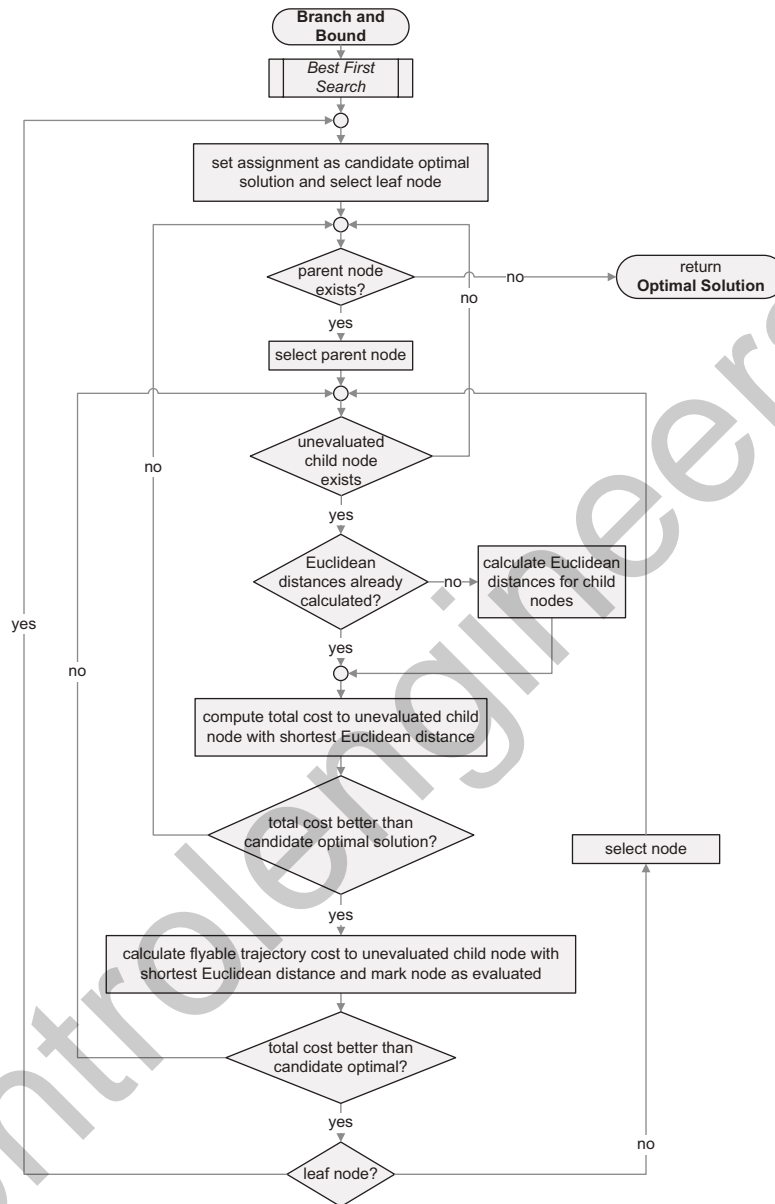 Branch and
Bound
Best First
Search
set assignment as candidate optimal
solution and select leaf node
parent node
exists?
no
return
Optimal Solution
no
yes
select parent node
unevaluated
child node
exists
no
yes
Euclidean
distances already
calculated?
no
calculate Euclidean
distances for child
nodes
yes
yes
no
compute total cost to unevaluated child
node with shortest Euclidean distance
total cost better than
candidate optimal solution?
select node
yes
calculate flyable trajectory cost to unevaluated child node with
shortest Euclidean distance and mark node as evaluated
total cost better than
candidate optimal?
yes
no
leaf node?
ontrolengineers